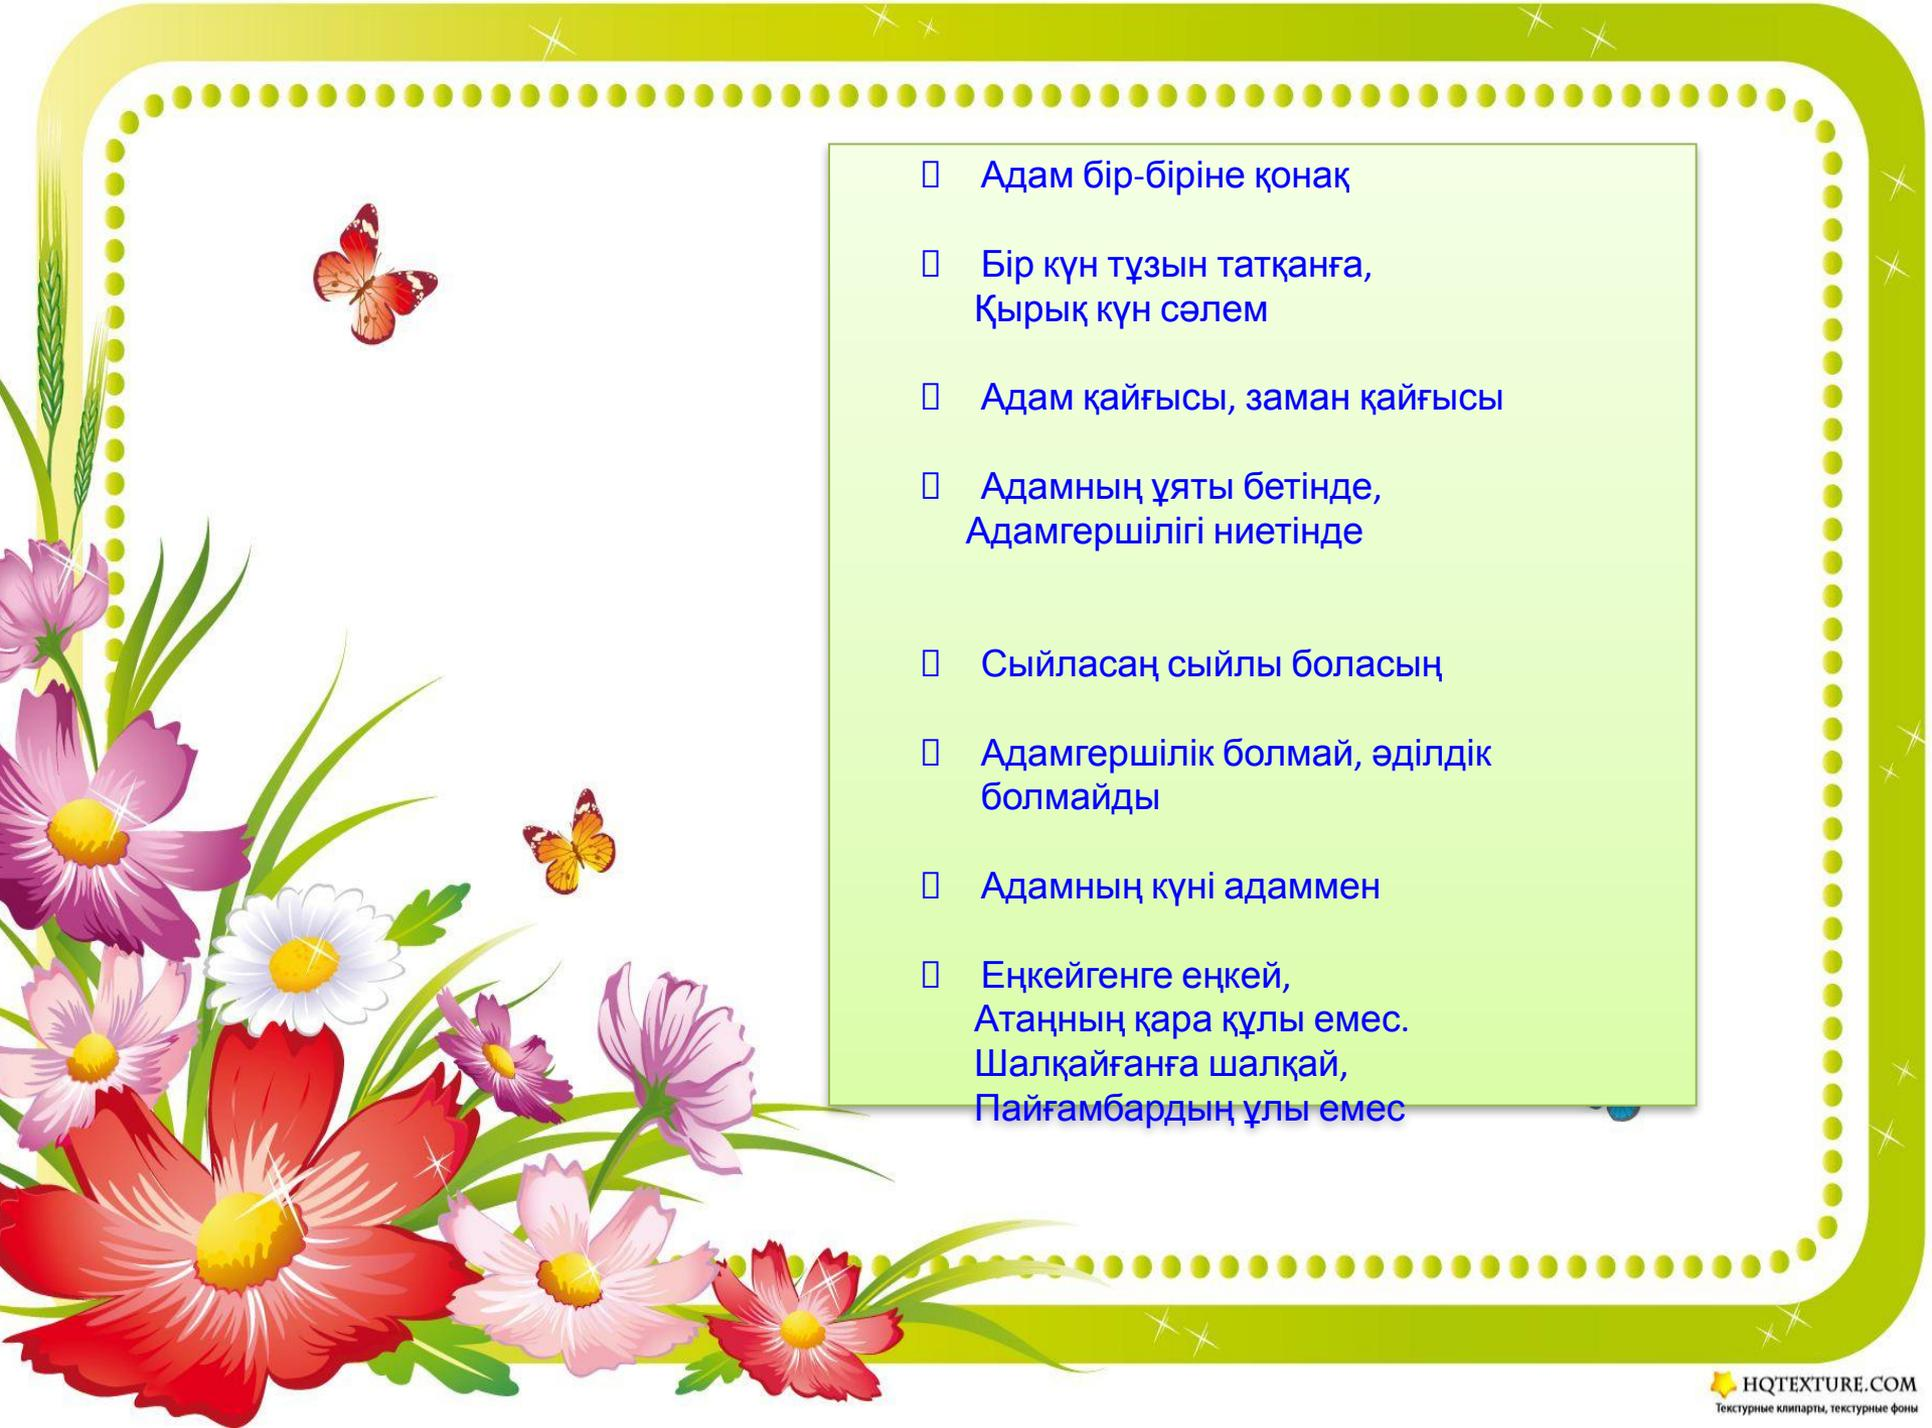 Адам бір-біріне қонақ
Бір күн тұзын татқанға,
Қырық күн сәлем
Адам қайғысы, заман қайғысы
Адамның ұяты бетінде,
Адамгершілігі ниетінде
Сыйласаң сыйлы боласың
Адамгершілік болмай, әділдік
болмайды
Адамның күні адаммен
Еңкейгенге еңкей,
Атаңның қара құлы емес.
Шалқайғанға шалқай,
Пайғамбардың ұлы емес
HQTEXTURE.COM
Текстурные клипарты, текстурные фоны